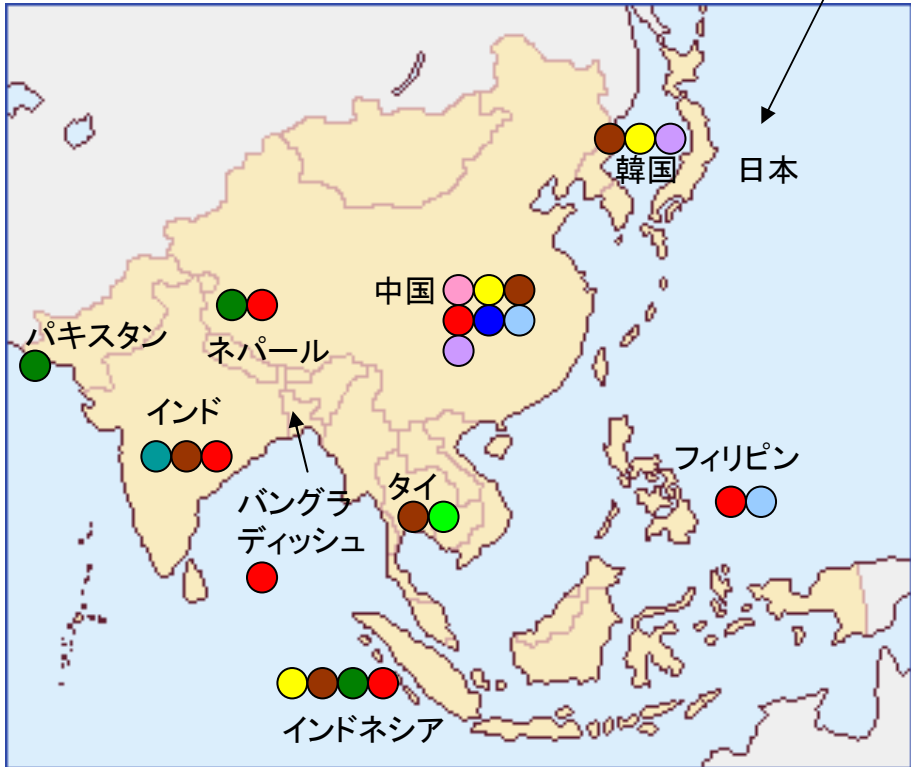 韓国
日本
中国
パキスタン
ネパール
インド
フィリピン
タイ
バングラ
ディッシュ
インドネシア